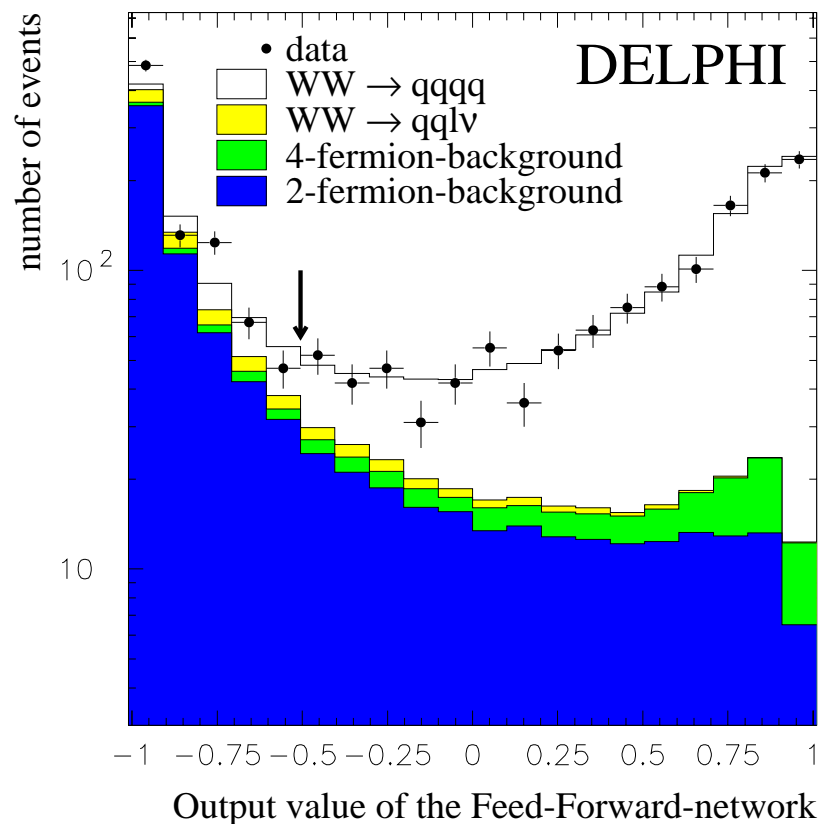 DELPHI
data
WW → qqqq
WW → qqlν
4-fermion-background
2-fermion-background
number of events
10²
10
-1 -0.75 -0.5 -0.25 0 0.25 0.5 0.75 1
Output value of the Feed-Forward-network